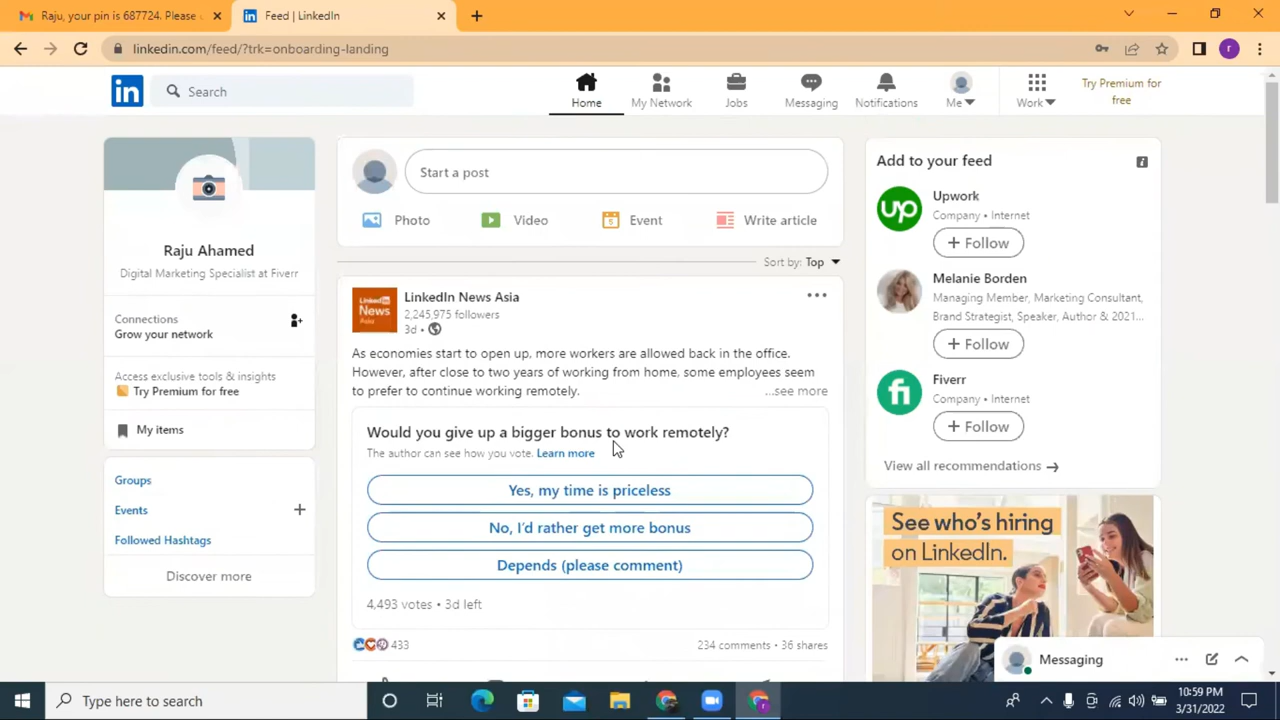 Raju, your pin is 687724. Please
Feed | LinkedIn
linkedin.com/feed/?trk=onboarding-landing
r
in
Search
Home
My Network
Jobs
Messaging
Notifications
Me
Work
Try Premium for
free
Raju Ahamed
Digital Marketing Specialist at Fiverr
Connections
Grow your network
Access exclusive tools & insights
Try Premium for free
My items
Groups
Events
Followed Hashtags
Discover more
Start a post
Photo
Video
Event
Write article
Sort by: Top
LinkedIn
News
Asia
LinkedIn News Asia
2,245,975 followers
3d •
As economies start to open up, more workers are allowed back in the office.
However, after close to two years of working from home, some employees seem
to prefer to continue working remotely.
...see more
Would you give up a bigger bonus to work remotely?
The author can see how you vote. Learn more
Yes, my time is priceless
No, I'd rather get more bonus
Depends (please comment)
4,493 votes • 3d left
433
234 comments • 36 shares
Add to your feed
up
Upwork
Company • Internet
+ Follow
Melanie Borden
Managing Member, Marketing Consultant,
Brand Strategist, Speaker, Author & 2021...
+ Follow
fi
Fiverr
Company • Internet
+ Follow
View all recommendations →
See who's hiring
on LinkedIn.
Messaging
Type here to search
10:59 PM
3/31/2022